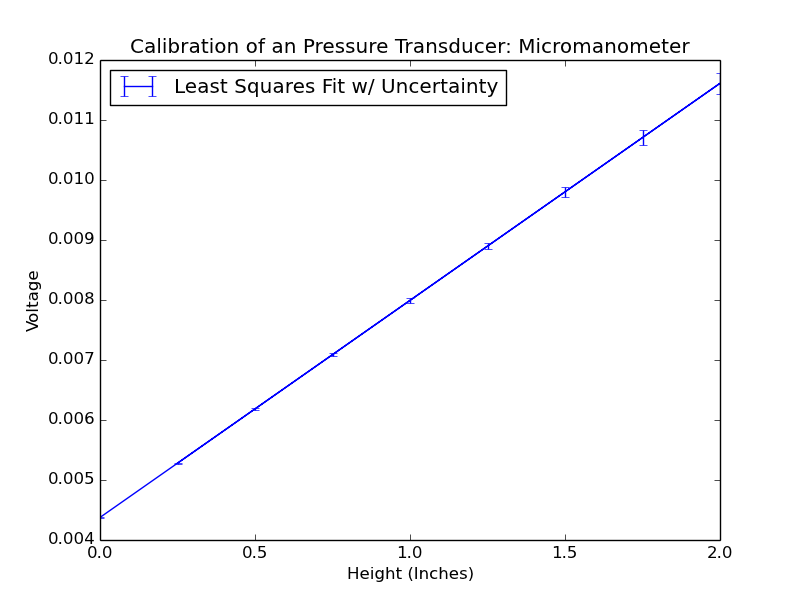 Calibration of an Pressure Transducer: Micromanometer
Least Squares Fit w/ Uncertainty
0.012
0.011
0.010
0.009
0.008
0.007
0.006
0.005
0.004
Voltage
0.0 0.5 1.0 1.5 2.0
Height (Inches)